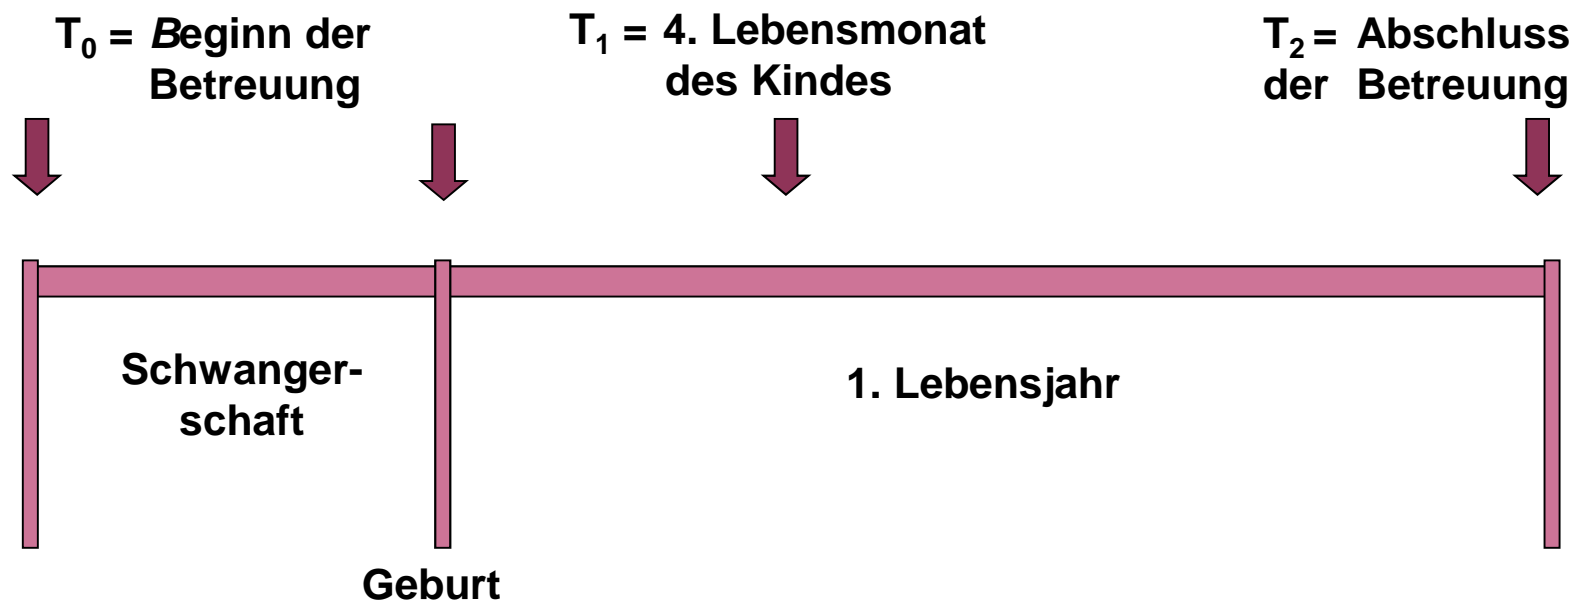 T₀ = Beginn der
Betreuung
T₁ = 4. Lebensmonat
des Kindes
T₂ = Abschluss
der Betreuung
Schwanger-
schaft
1. Lebensjahr
Geburt